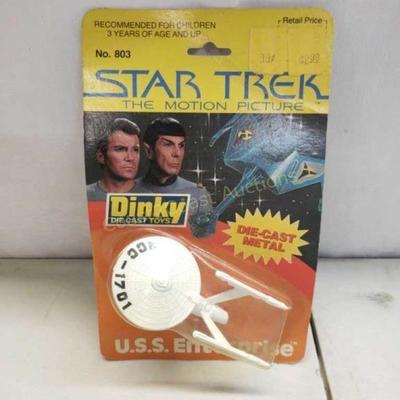 RECOMMENDED FOR CHILDREN
3 YEARS OF AGE AND UP
Retail Price
No. 803
STAR TREK
THE MOTION PICTURE
Dinky
DIE CAST TOYS
DIE-CAST
METAL
NCC-1701
U.S.S. Enterprise™